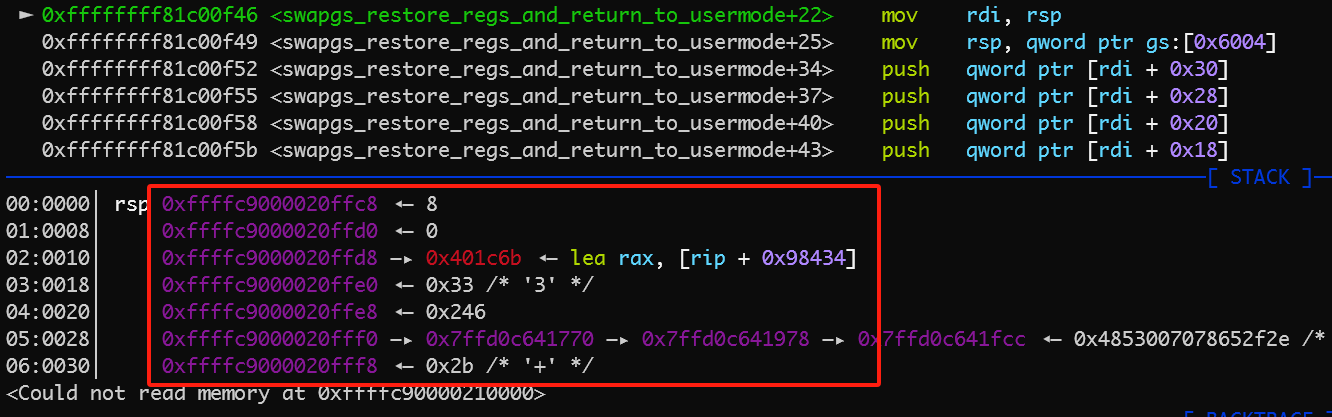 ► 0xffffffff81c00f46 <swapgs_restore_regs_and_return_to_usermode+22> mov rdi, rsp
0xffffffff81c00f49 <swapgs_restore_regs_and_return_to_usermode+25> mov rsp, qword ptr gs:[0x6004]
0xffffffff81c00f52 <swapgs_restore_regs_and_return_to_usermode+34> push qword ptr [rdi + 0x30]
0xffffffff81c00f55 <swapgs_restore_regs_and_return_to_usermode+37> push qword ptr [rdi + 0x28]
0xffffffff81c00f58 <swapgs_restore_regs_and_return_to_usermode+40> push qword ptr [rdi + 0x20]
0xffffffff81c00f5b <swapgs_restore_regs_and_return_to_usermode+43> push qword ptr [rdi + 0x18]
[ STACK ]
00:0000│ rsp 0xffffc9000020ffc8 ◂— 8
01:0008│ 0xffffc9000020ffd0 ◂— 0
02:0010│ 0xffffc9000020ffd8 —▸ 0x401c6b ◂— lea rax, [rip + 0x98434]
03:0018│ 0xffffc9000020ffe0 ◂— 0x33 /* '3' */
04:0020│ 0xffffc9000020ffe8 ◂— 0x246
05:0028│ 0xffffc9000020fff0 —▸ 0x7ffd0c641770 —▸ 0x7ffd0c641978 —▸ 0x7ffd0c641fcc ◂— 0x4853007078652f2e /*
06:0030│ 0xffffc9000020fff8 ◂— 0x2b /* '+' */
<Could not read memory at 0xffffc90000210000>